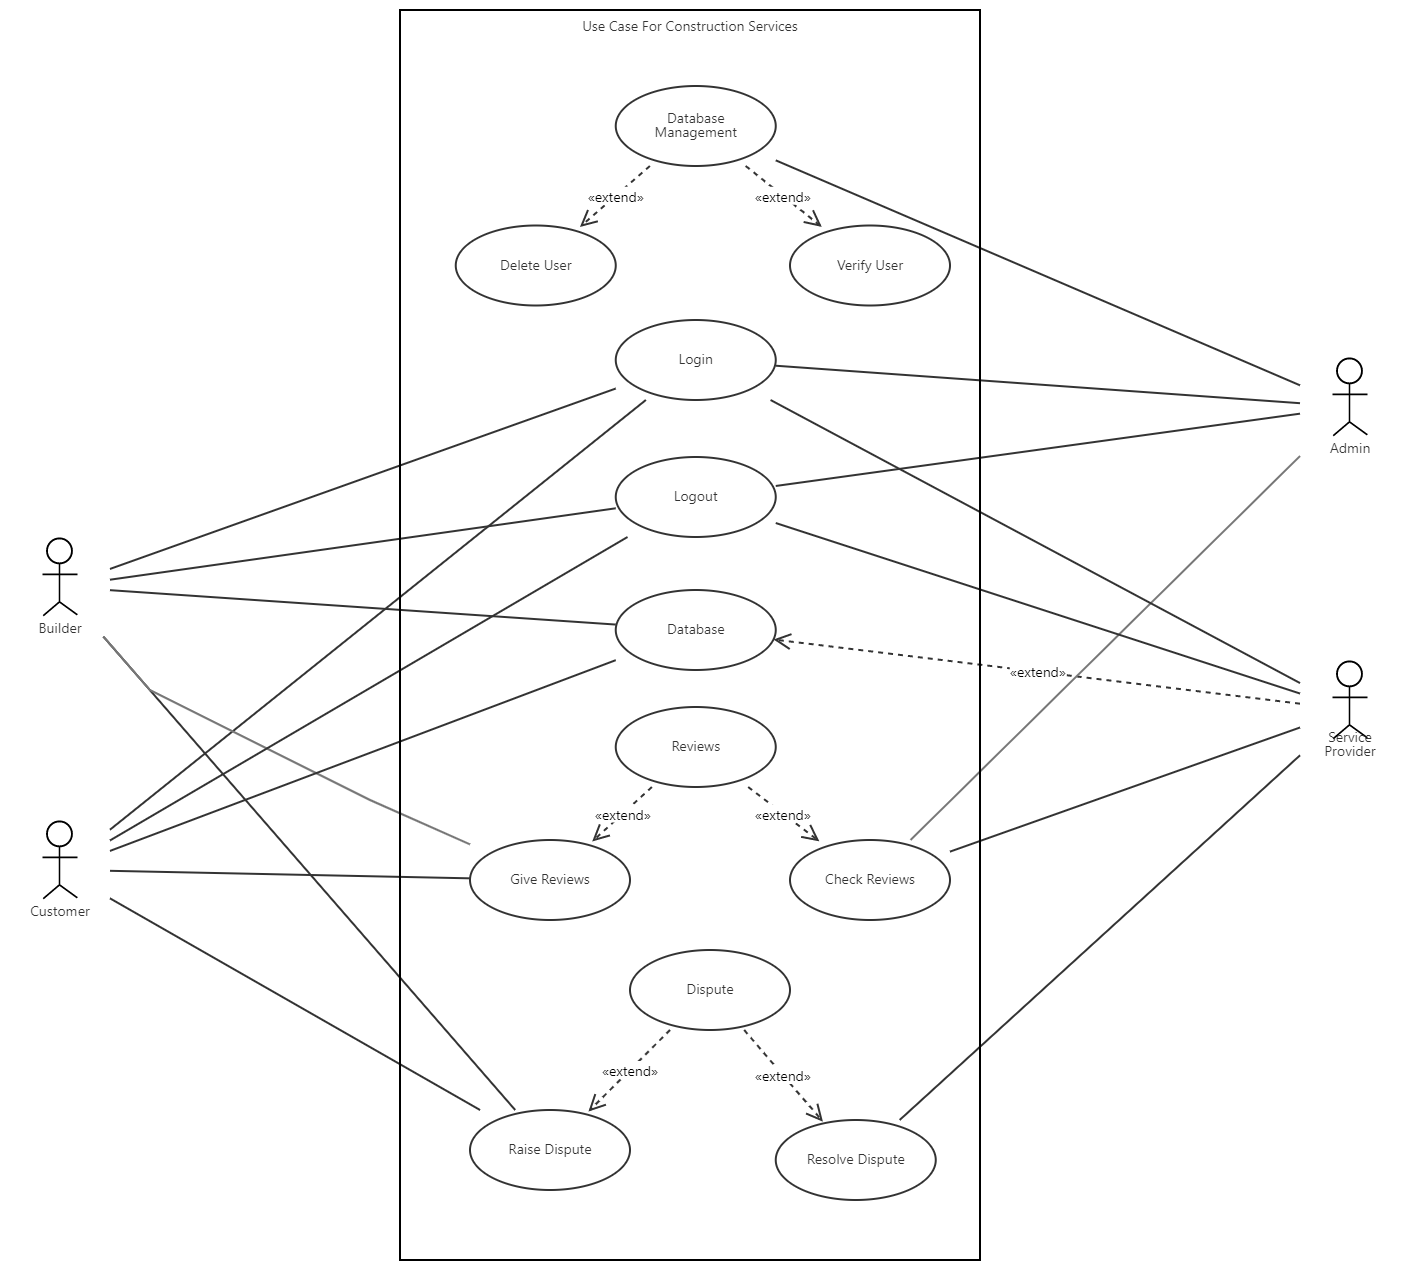 Use Case For Construction Services
Database
Management
«extend»
«extend»
Delete User
Verify User
Login
Admin
Logout
Builder
Database
«extend»
Service
Provider
Reviews
«extend»
«extend»
Give Reviews
Check Reviews
Customer
Dispute
«extend»
«extend»
Raise Dispute
Resolve Dispute